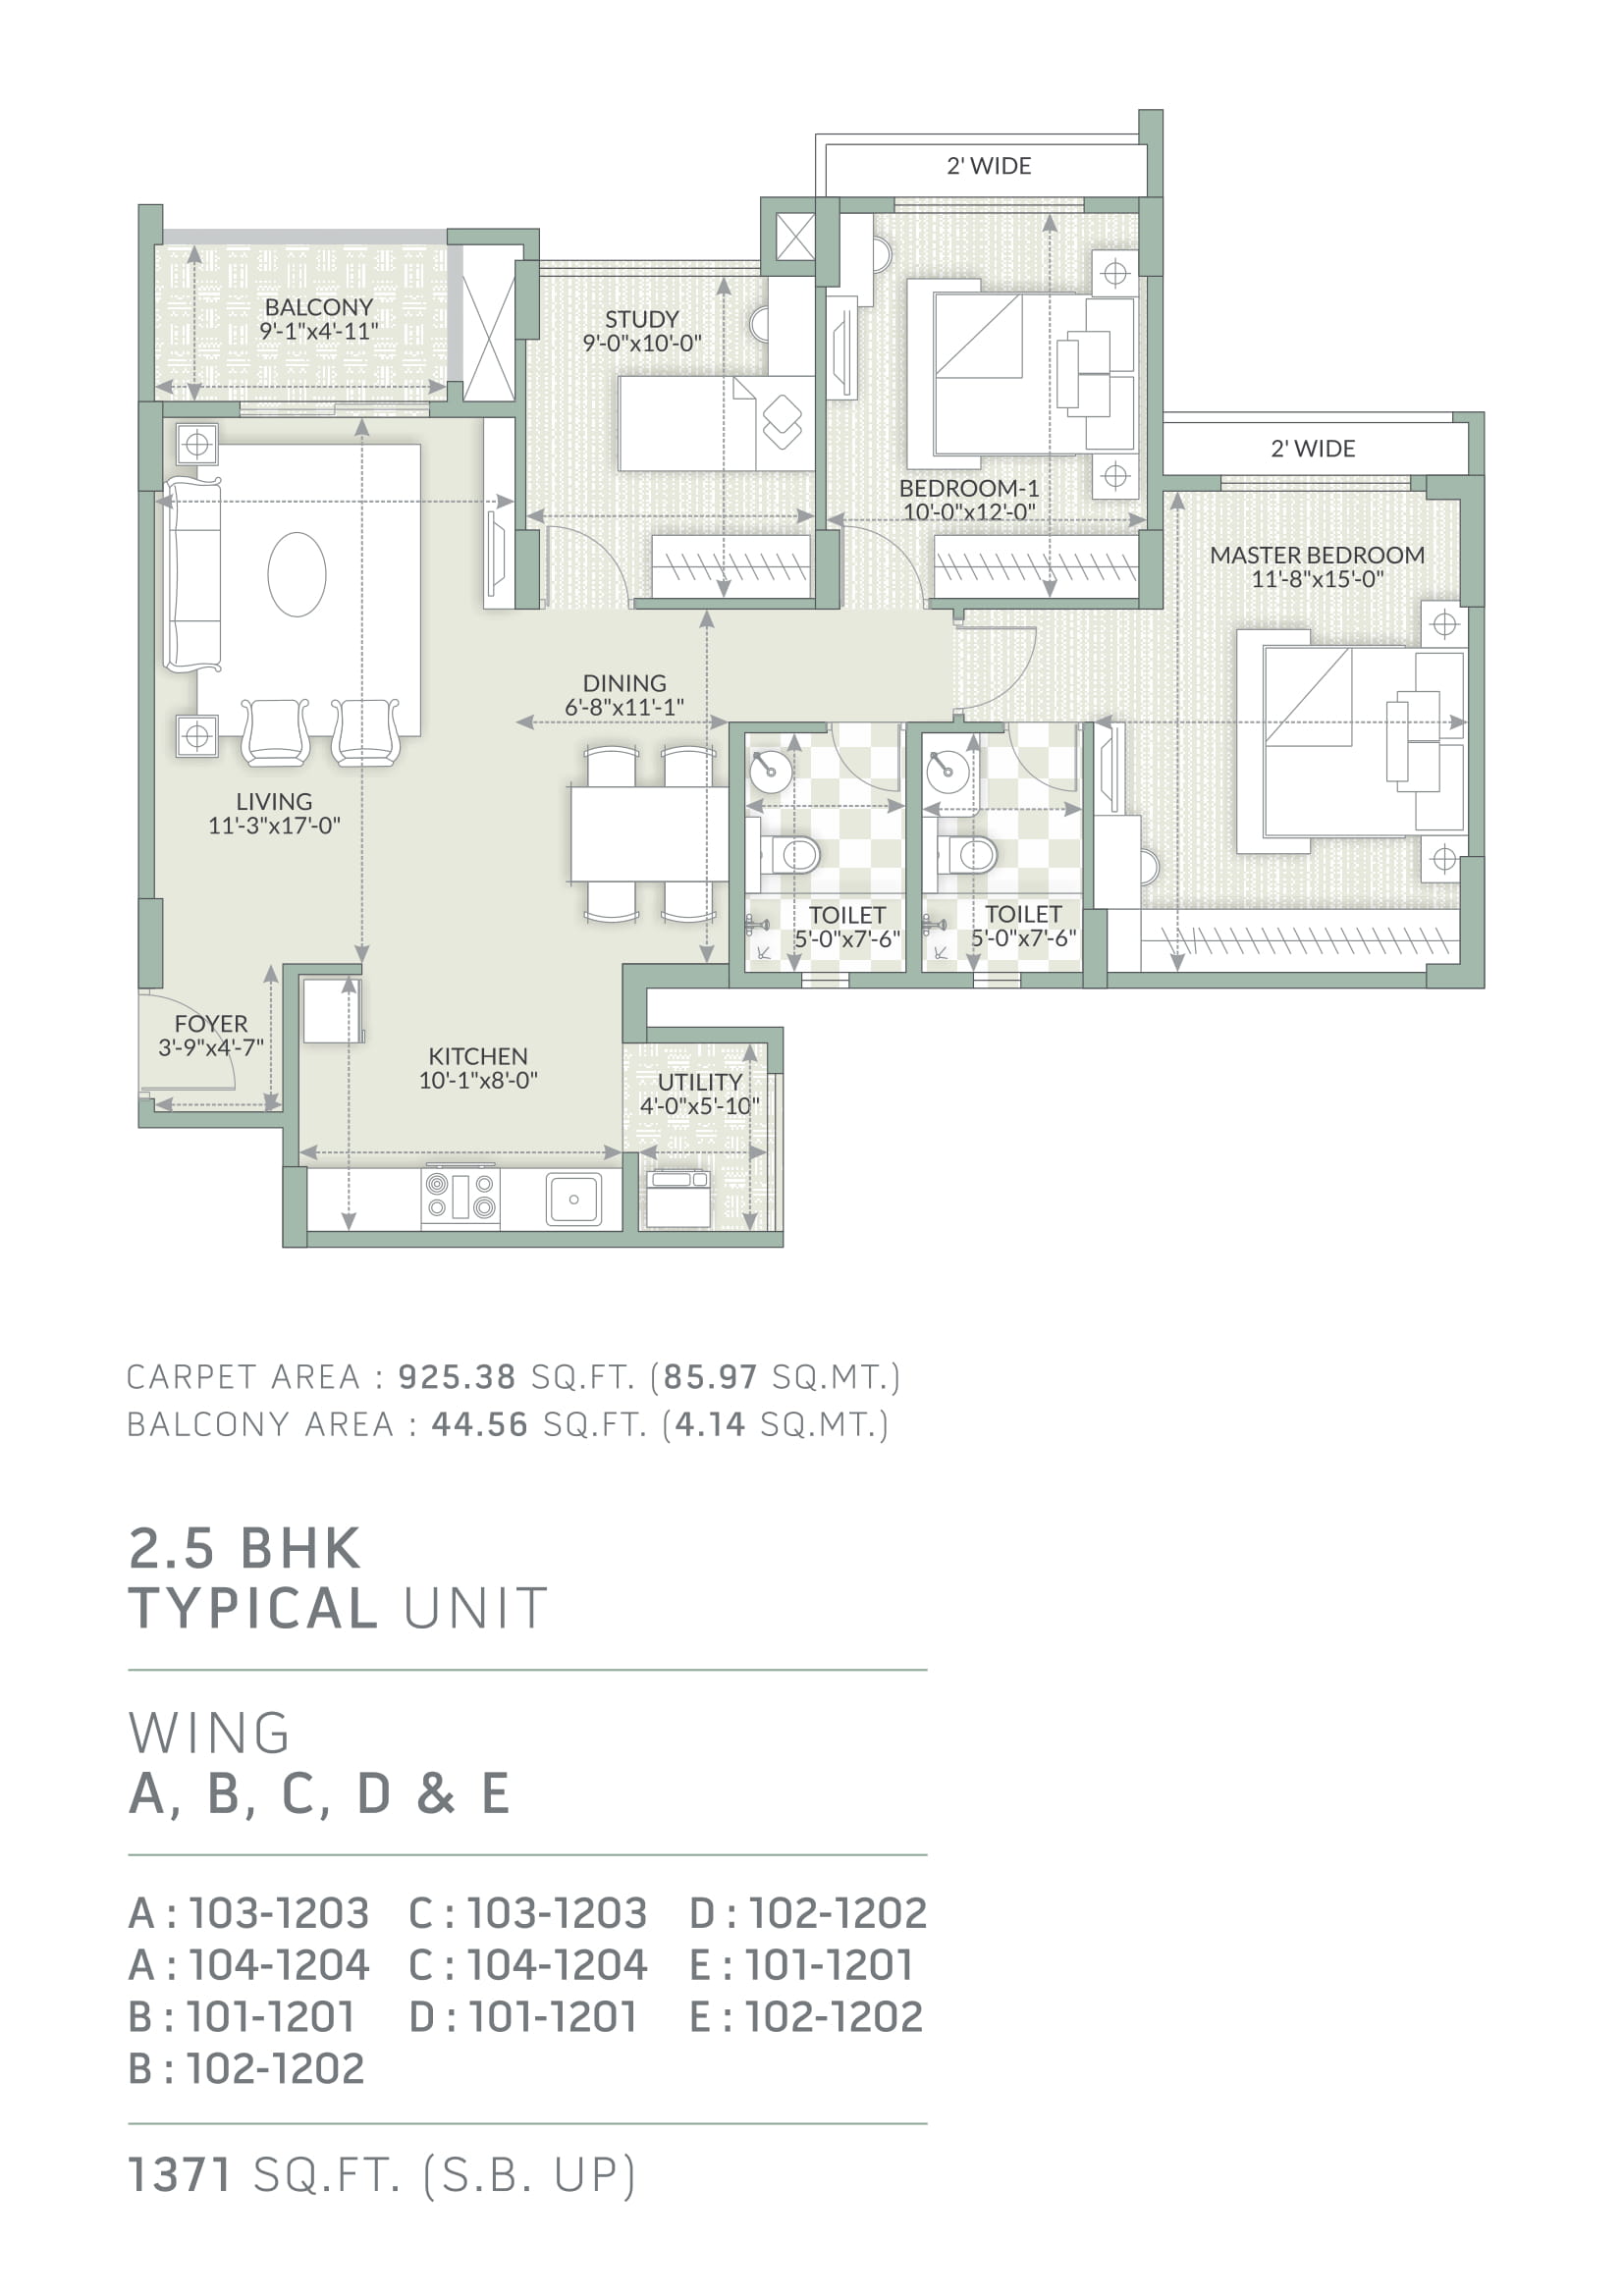 2' WIDE
BALCONY
9'-1"x4'-11"
STUDY
9'-0"x10'-0"
2' WIDE
BEDROOM-1
10'-0"x12'-0"
MASTER BEDROOM
11'-8"x15'-0"
DINING
6'-8"x11'-1"
LIVING
11'-3"x17'-0"
TOILET
5'-0"x7'-6"
TOILET
5'-0"x7'-6"
FOYER
3'-9"x4'-7"
KITCHEN
10'-1"x8'-0"
UTILITY
4'-0"x5'-10"
CARPET AREA : 925.38 SQ.FT. (85.97 SQ.MT.)
BALCONY AREA : 44.56 SQ.FT. (4.14 SQ.MT.)
2.5 BHK
TYPICAL UNIT
WING
A, B, C, D & E
A : 103-1203 C : 103-1203 D : 102-1202
A : 104-1204 C : 104-1204 E : 101-1201
B : 101-1201 D : 101-1201 E : 102-1202
B : 102-1202
1371 SQ.FT. (S.B. UP)